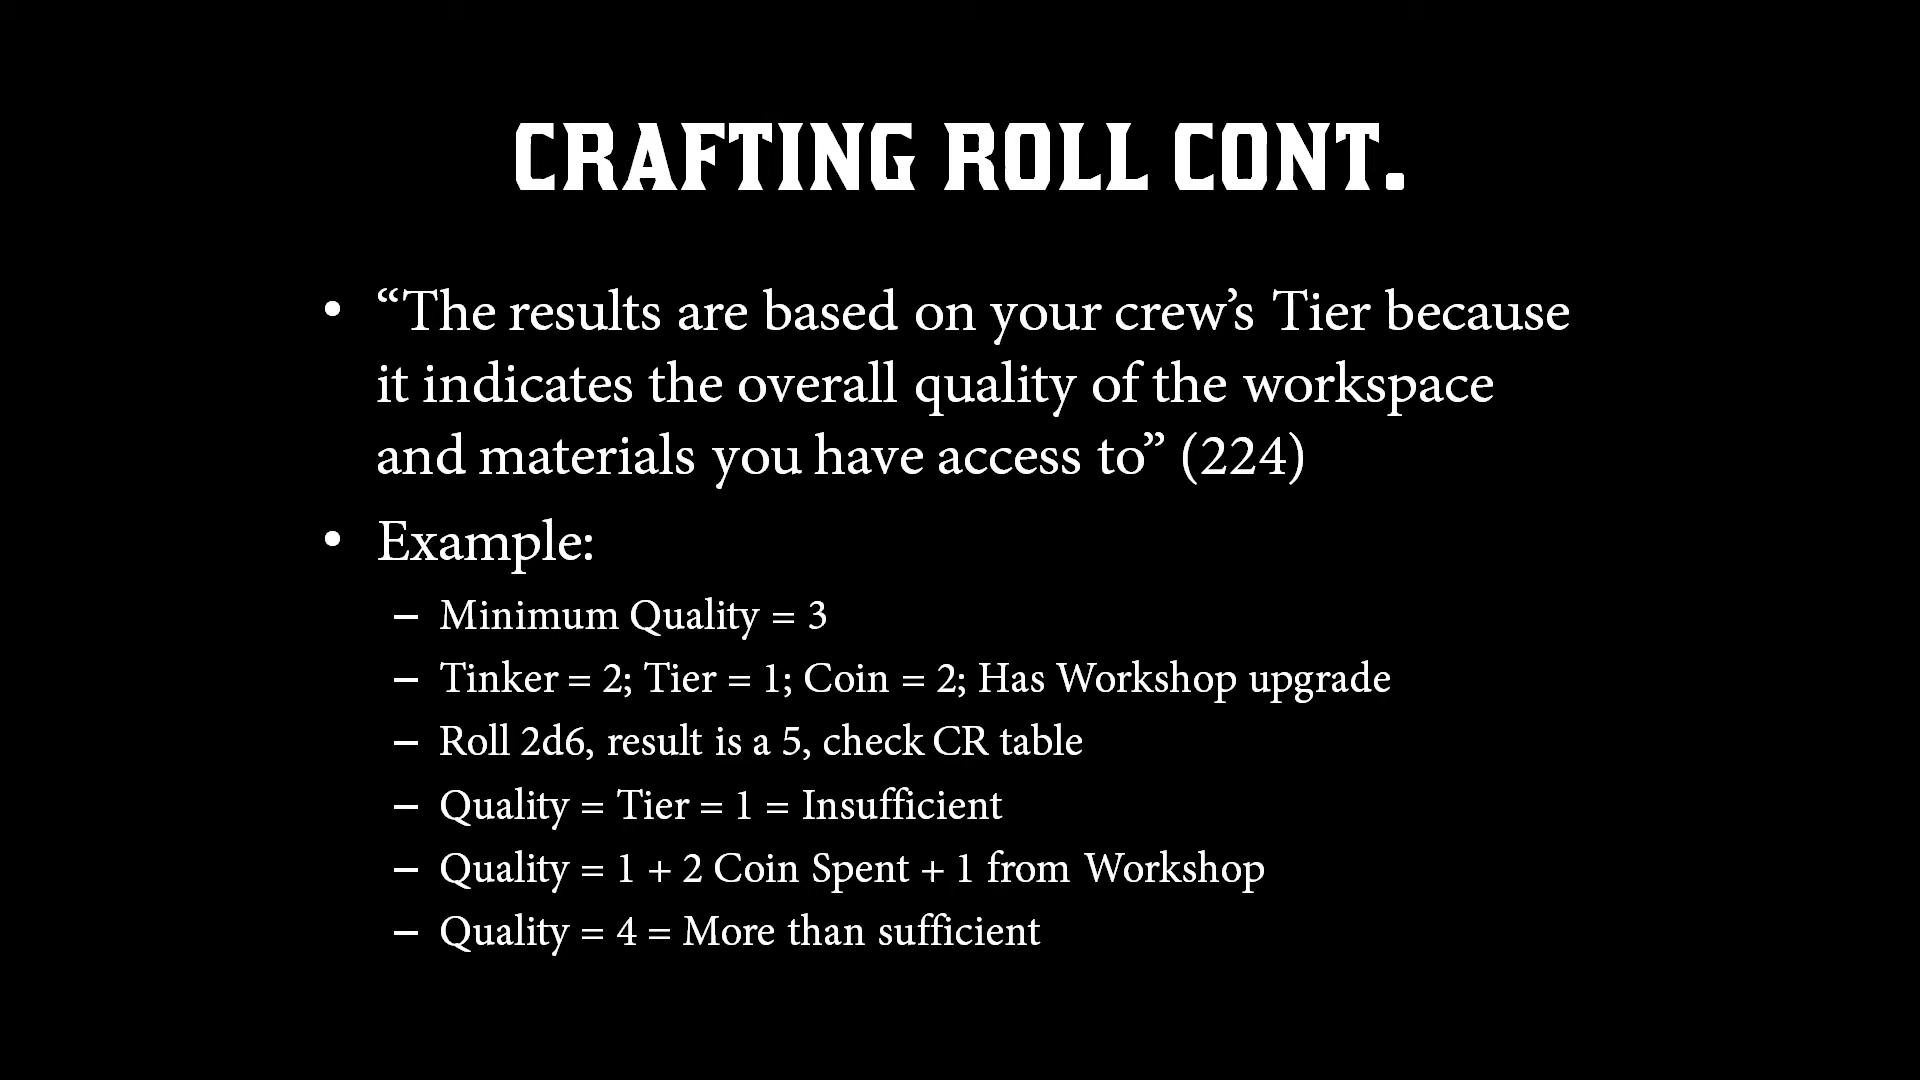 CRAFTING ROLL CONT.
• “The results are based on your crew’s Tier because
it indicates the overall quality of the workspace
and materials you have access to” (224)
• Example:
– Minimum Quality = 3
– Tinker = 2; Tier = 1; Coin = 2; Has Workshop upgrade
– Roll 2d6, result is a 5, check CR table
– Quality = Tier = 1 = Insufficient
– Quality = 1 + 2 Coin Spent + 1 from Workshop
– Quality = 4 = More than sufficient